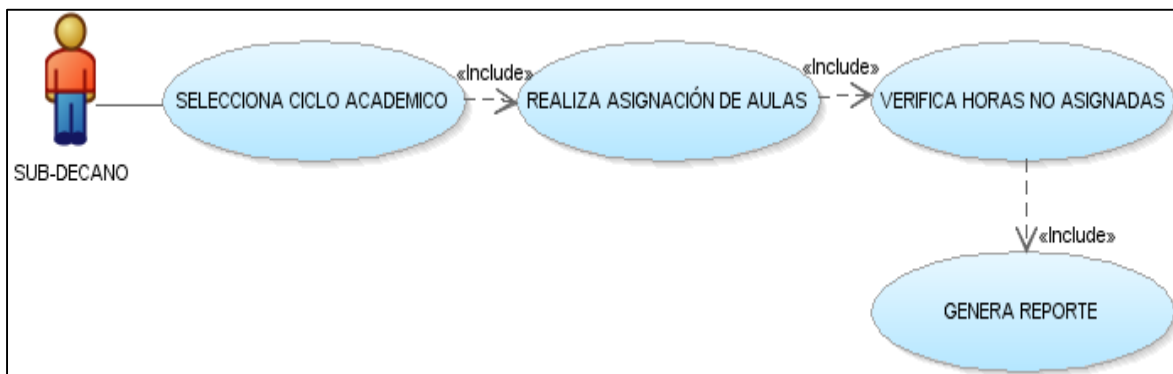 SUB-DECANO
SELECCIONA CICLO ACADEMICO
«Include»
REALIZA ASIGNACIÓN DE AULAS
«Include»
VERIFICA HORAS NO ASIGNADAS
«Include»
GENERA REPORTE